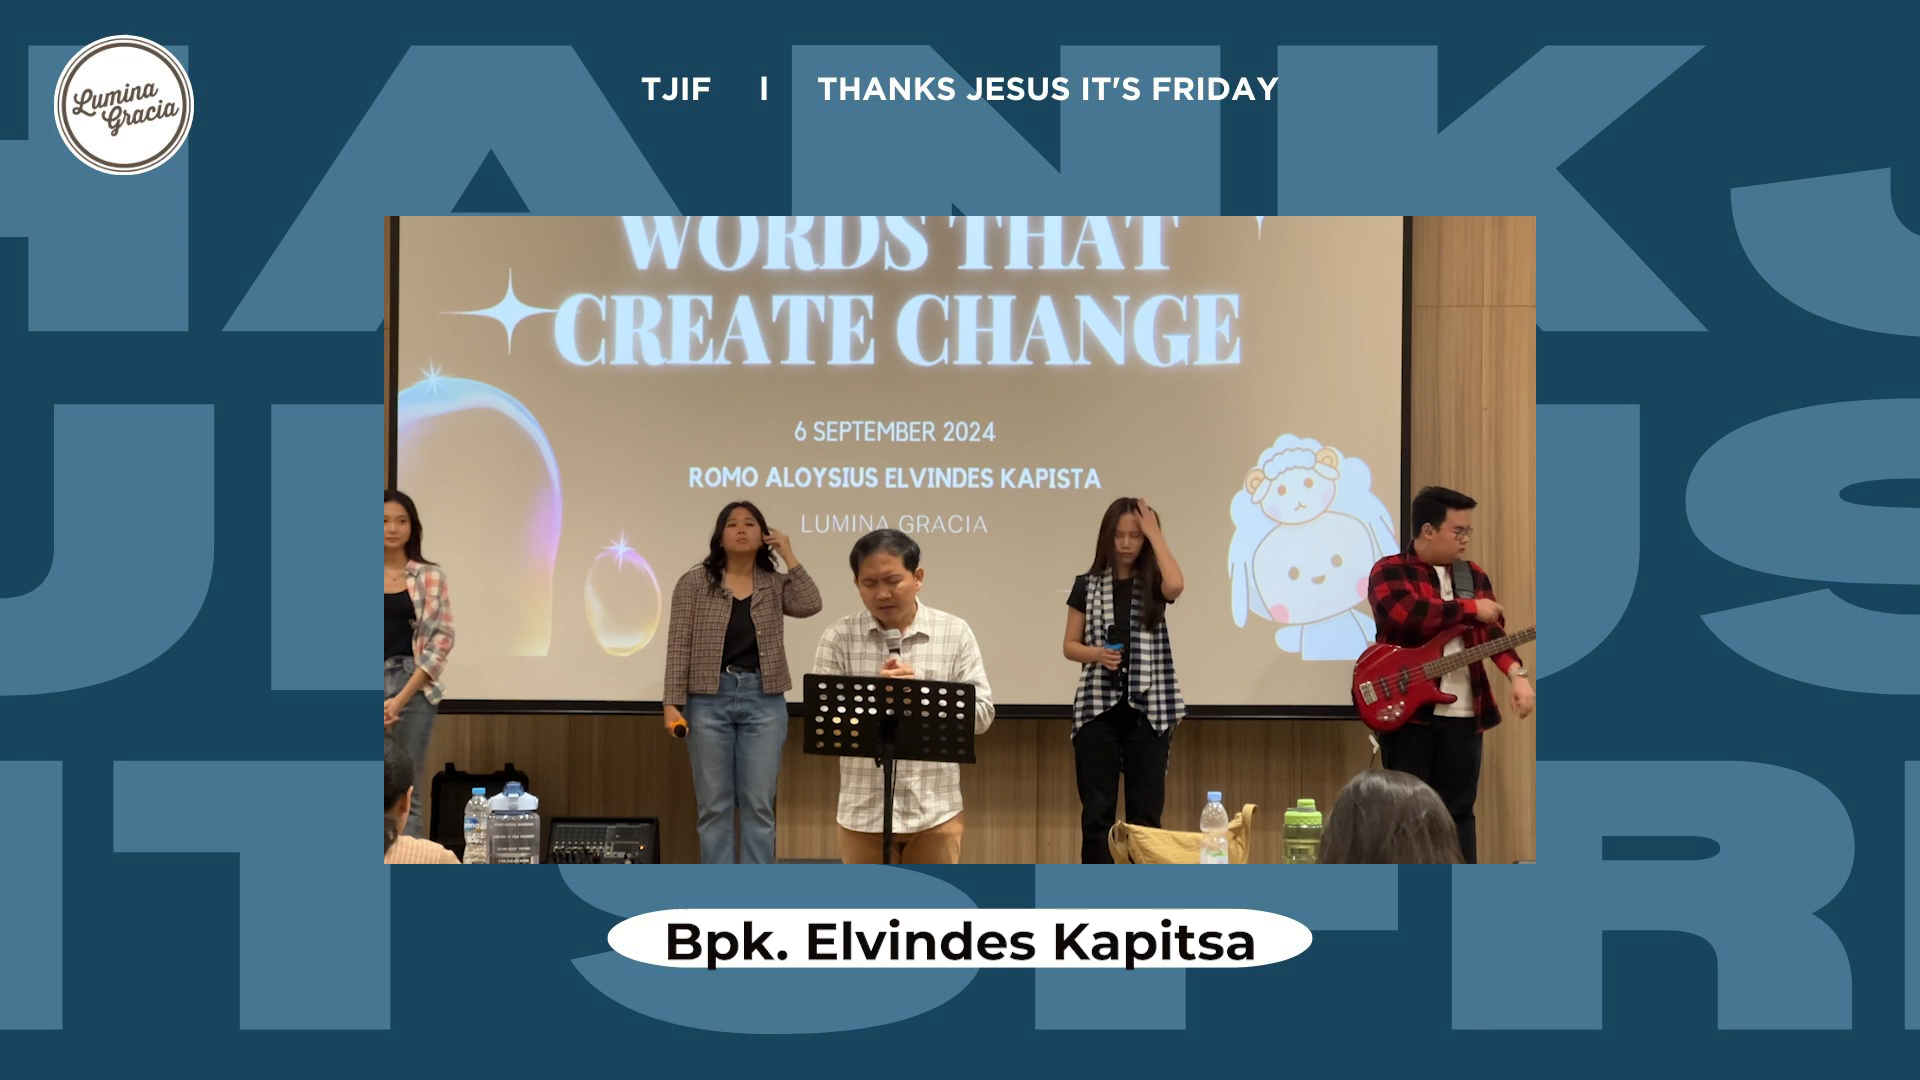 Lumina
Gracia
TJIF | THANKS JESUS IT'S FRIDAY
HANKS
WORDS THAT
CREATE CHANGE
6 SEPTEMBER 2024
ROMO ALOYSIUS ELVINDES KAPISTA
LUMINA GRACIA
Bpk. Elvindes Kapitsa